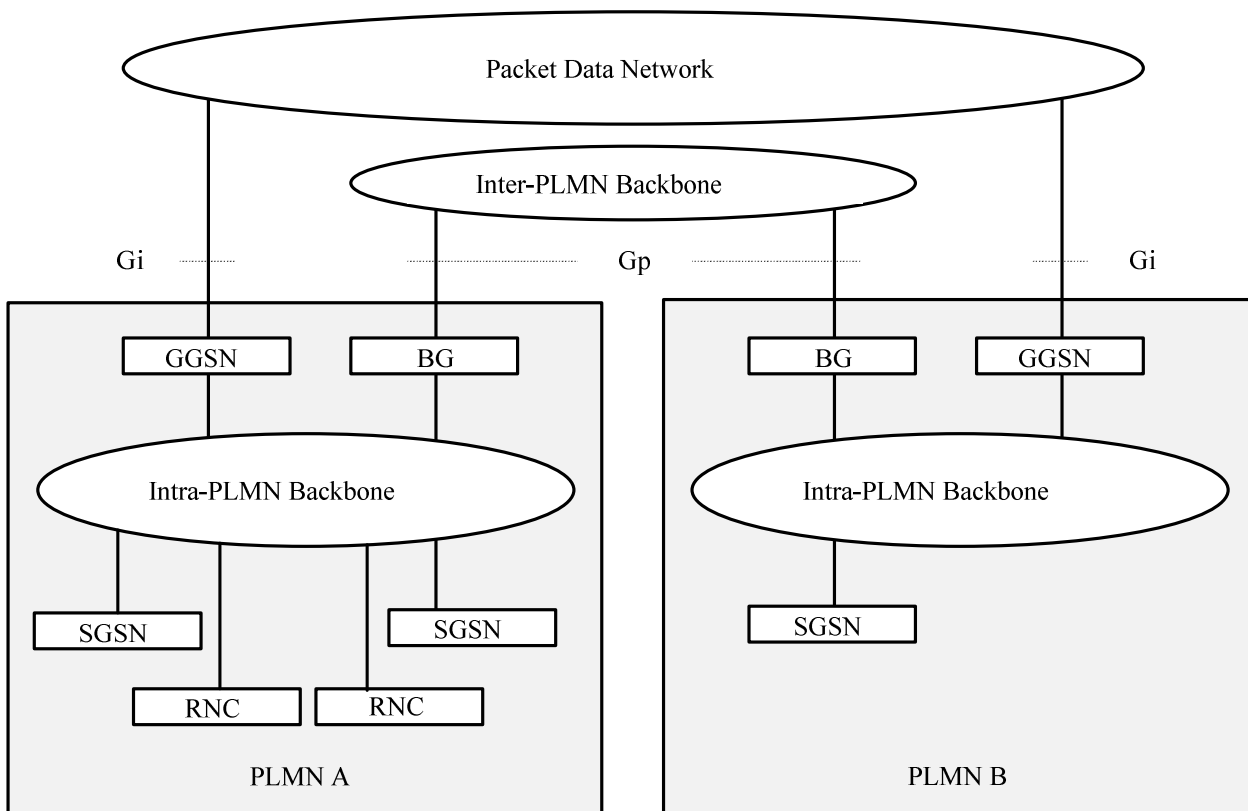 Packet Data Network
Inter-PLMN Backbone
Gi
Gp
Gi
GGSN
BG
BG
GGSN
Intra-PLMN Backbone
Intra-PLMN Backbone
SGSN
SGSN
SGSN
RNC
RNC
PLMN A
PLMN B